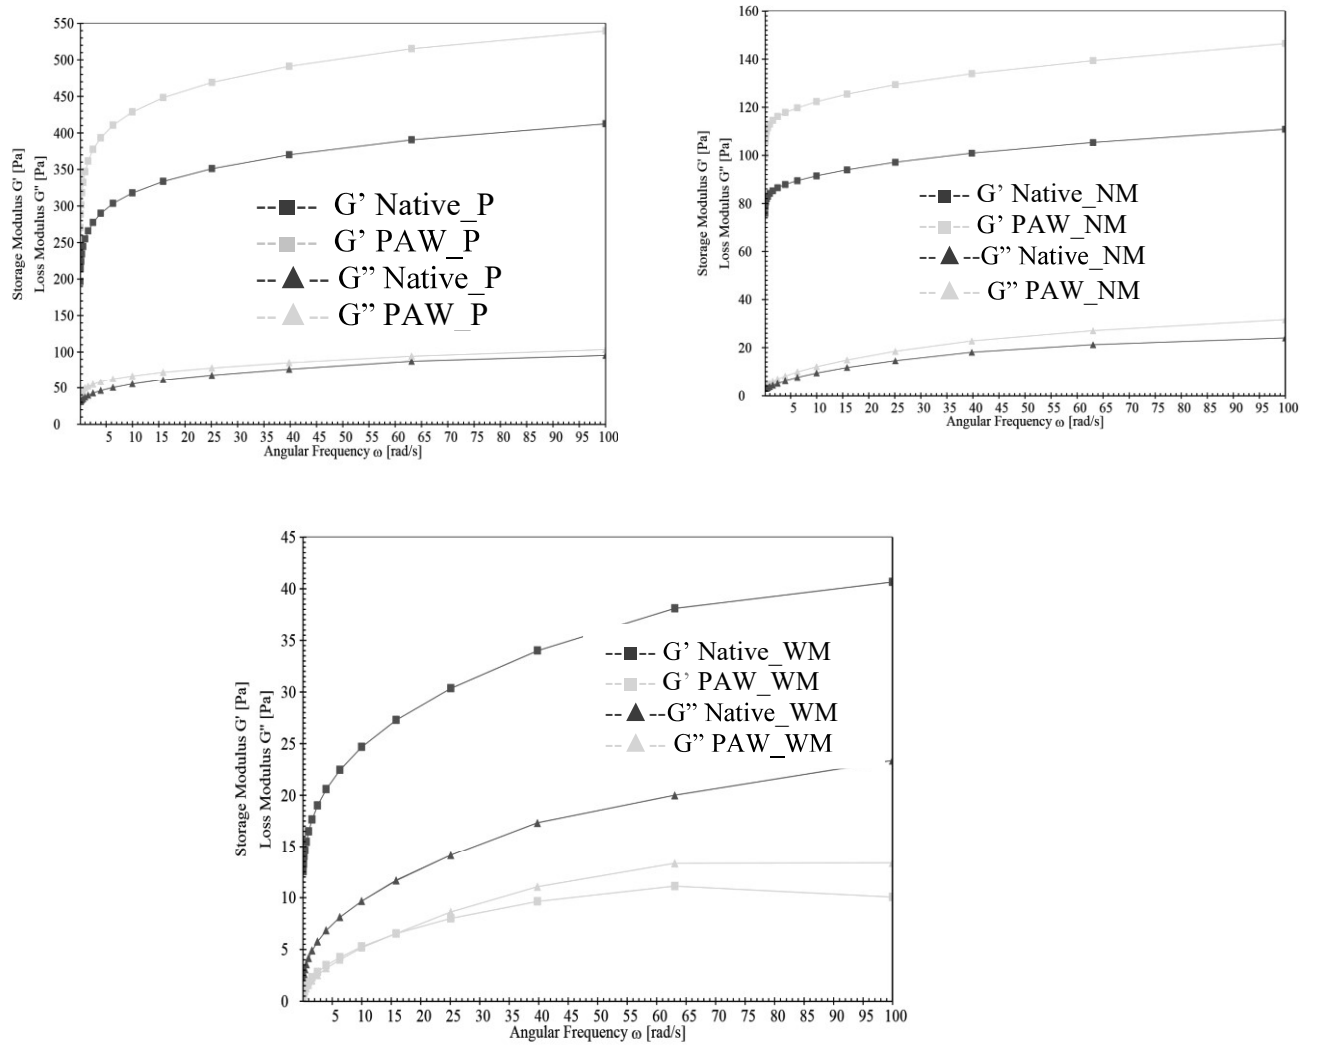 Storage Modulus G' [Pa]
Loss Modulus G'' [Pa]
550
500
450
400
350
300
250
200
150
100
50
0
G’ Native_P
G’ PAW_P
G” Native_P
G” PAW_P
5 10 15 20 25 30 35 40 45 50 55 60 65 70 75 80 85 90 95 100
Angular Frequency ω [rad/s]
Storage Modulus G' [Pa]
Loss Modulus G'' [Pa]
160
140
120
100
80
60
40
20
0
G’ Native_NM
G’ PAW_NM
G” Native_NM
G” PAW_NM
5 10 15 20 25 30 35 40 45 50 55 60 65 70 75 80 85 90 95 100
Angular Frequency ω [rad/s]
Storage Modulus G' [Pa]
Loss Modulus G'' [Pa]
45
40
35
30
25
20
15
10
5
0
G’ Native_WM
G’ PAW_WM
G” Native_WM
G” PAW_WM
5 10 15 20 25 30 35 40 45 50 55 60 65 70 75 80 85 90 95 100
Angular Frequency ω [rad/s]